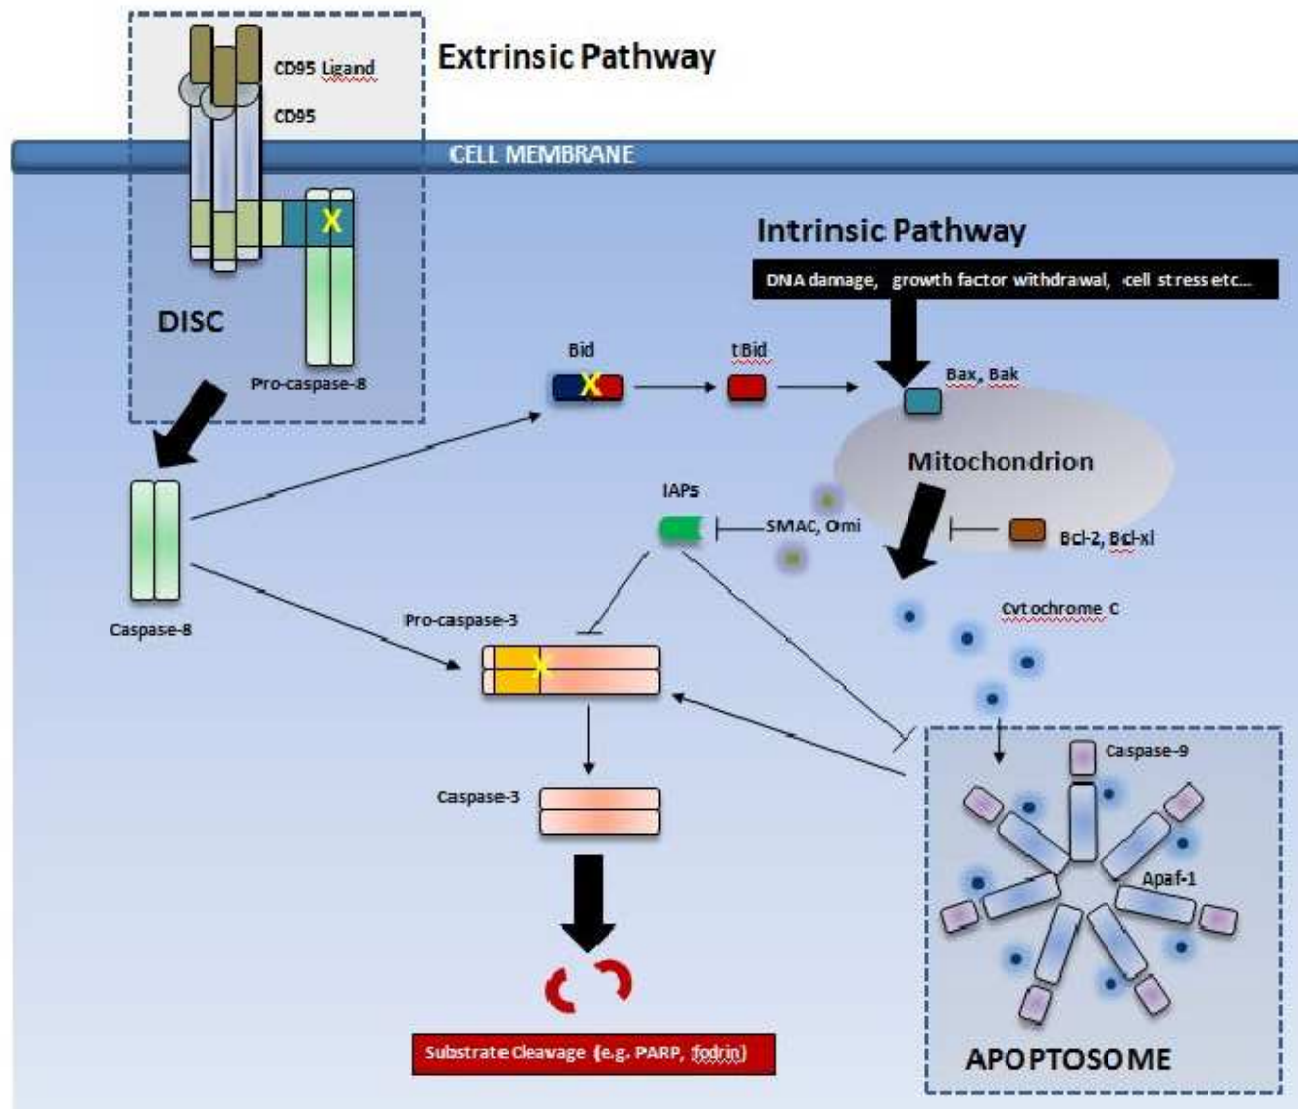 Extrinsic Pathway
CD95 Ligand
CD95
CELL MEMBRANE
X
Intrinsic Pathway
DNA damage, growth factor withdrawal, cell stress etc...
DISC
Pro-caspase-8
Bid
X
tBid
Bax, Bak
Mitochondrion
IAPs
SMAC, Omi
Bcl-2, Bcl-xl
Caspase-8
Pro-caspase-3
X
Cytochrome C
Caspase-9
Caspase-3
Apaf-1
Substrate Cleavage (e.g. PARP, fodrin)
APOPTOSOME